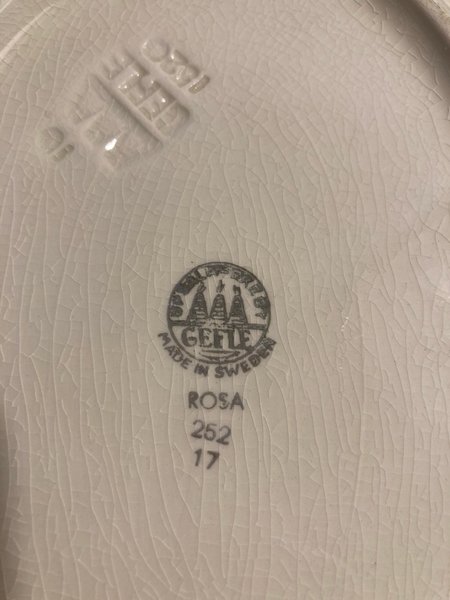 UPSALA-EKEBY
GEFLE
MADE IN SWEDEN
ROSA
252
17